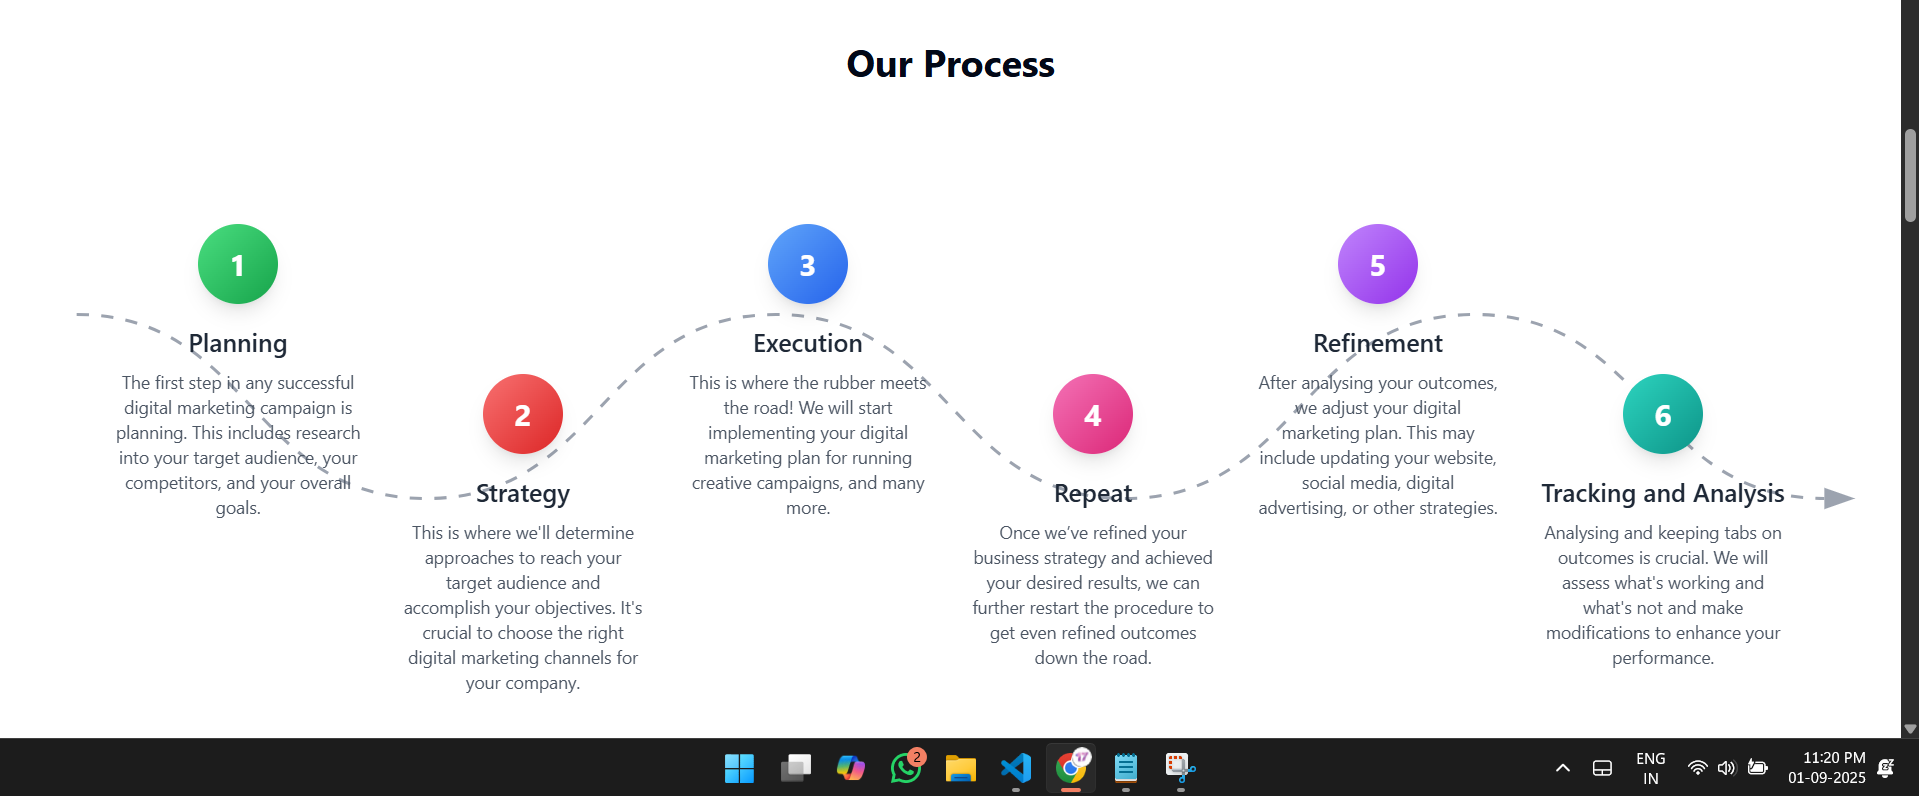 Our Process
1
Planning
The first step in any successful
digital marketing campaign is
planning. This includes research
into your target audience, your
competitors, and your overall
goals.
2
Strategy
This is where we'll determine
approaches to reach your
target audience and
accomplish your objectives. It's
crucial to choose the right
digital marketing channels for
your company.
3
Execution
This is where the rubber meets
the road! We will start
implementing your digital
marketing plan for running
creative campaigns, and many
more.
4
Repeat
Once we’ve refined your
business strategy and achieved
your desired results, we can
further restart the procedure to
get even refined outcomes
down the road.
5
Refinement
After analysing your outcomes,
we adjust your digital
marketing plan. This may
include updating your website,
social media, digital
advertising, or other strategies.
6
Tracking and Analysis
Analysing and keeping tabs on
outcomes is crucial. We will
assess what's working and
what's not and make
modifications to enhance your
performance.
2
ENG
IN
11:20 PM
01-09-2025